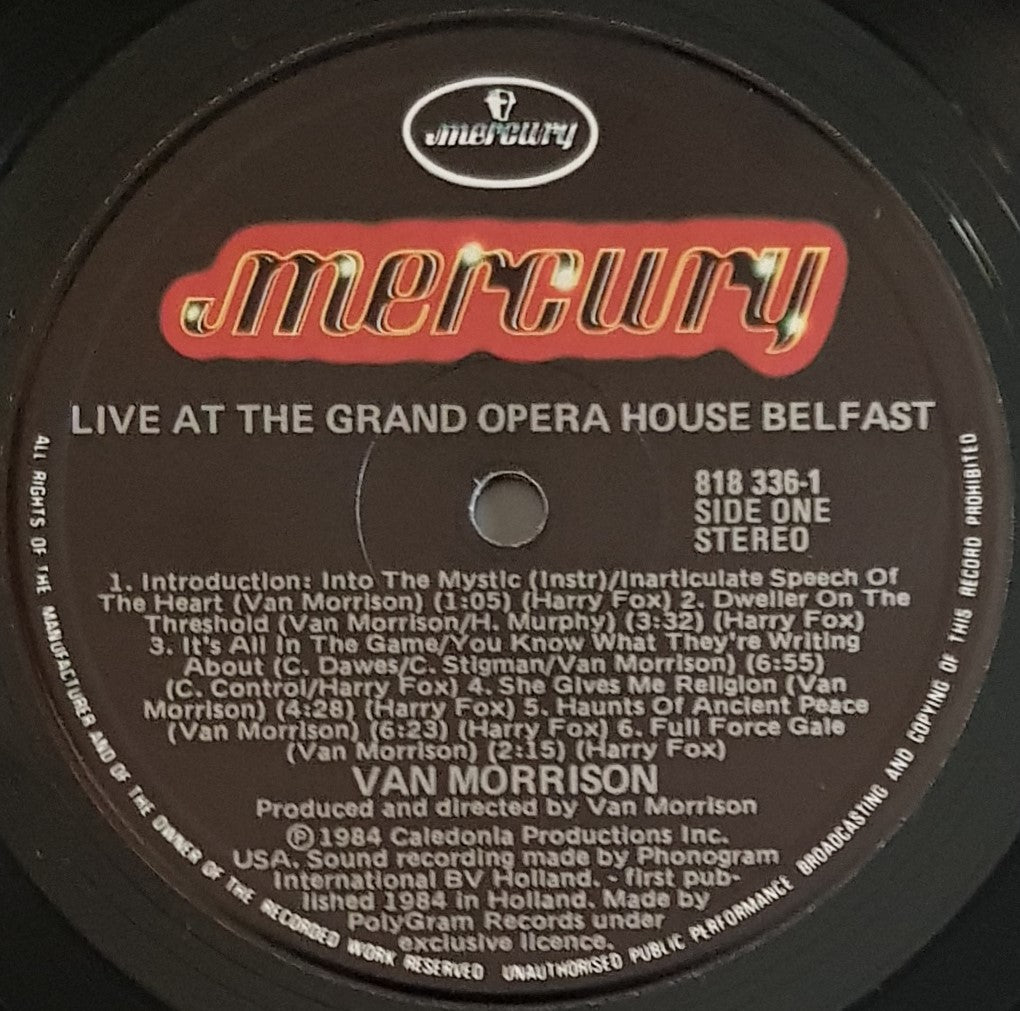 mercury
mercury
LIVE AT THE GRAND OPERA HOUSE BELFAST
818 336-1
SIDE ONE
STEREO
1. Introduction: Into The Mystic (Instr)/Inarticulate Speech Of
The Heart (Van Morrison) (1:05) (Harry Fox) 2. Dweller On The
Threshold (Van Morrison/H. Murphy) (3:32) (Harry Fox)
3. It's All In The Game/You Know What They're Writing
About (C. Dawes/C. Stigman/Van Morrison) (6:55)
(C. Control/Harry Fox) 4. She Gives Me Religion (Van
Morrison) (4:28) (Harry Fox) 5. Haunts Of Ancient Peace
(Van Morrison) (6:23) (Harry Fox) 6. Full Force Gale
(Van Morrison) (2:15) (Harry Fox)
VAN MORRISON
Produced and directed by Van Morrison
Ⓟ1984 Caledonia Productions Inc.
USA. Sound recording made by Phonogram
International BV Holland. - first pub-
lished 1984 in Holland. Made by
PolyGram Records under
exclusive licence.
ALL RIGHTS OF THE MANUFACTURER AND OF THE OWNER OF THE RECORDED WORK RESERVED UNAUTHORISED PUBLIC PERFORMANCE BROADCASTING AND COPYING OF THIS RECORD PROHIBITED